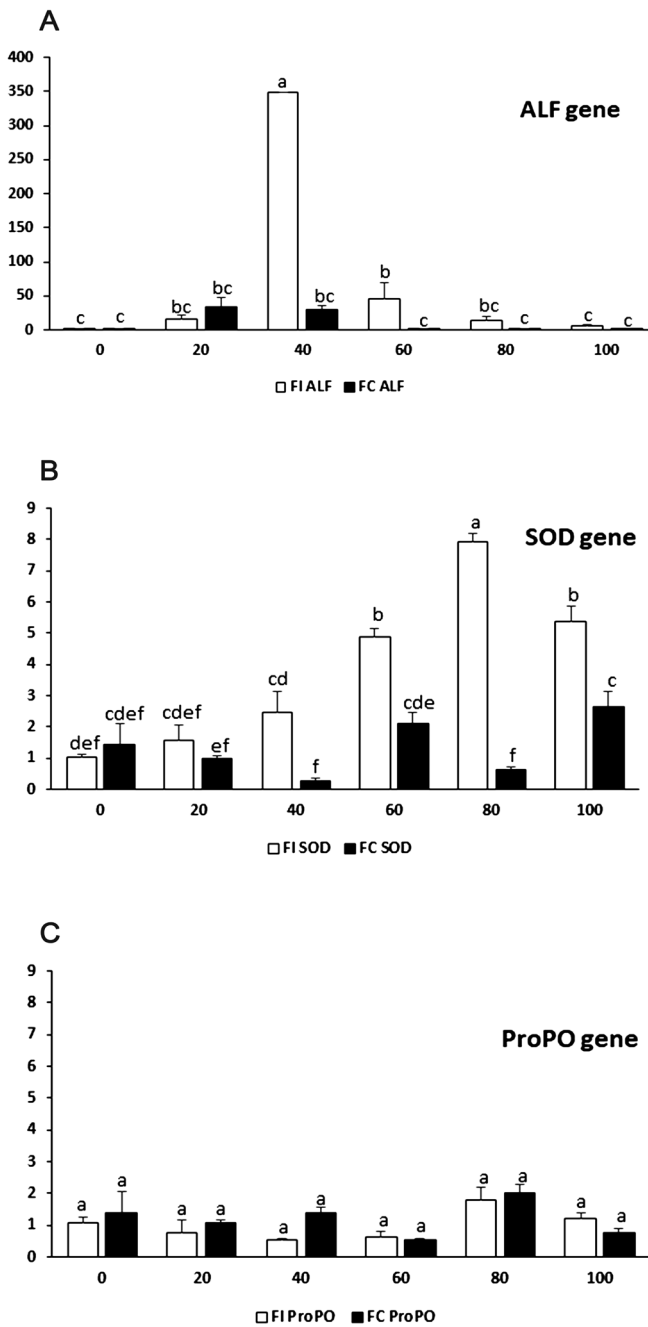 A
400
350
300
250
200
150
100
50
0
ALF gene
a
b
bc bc bc bc
c c c c c
0 20 40 60 80 100
FI ALF FC ALF
B
9
8
7
6
5
4
3
2
1
0
SOD gene
a
b b
cd cde c
def cdef cdef ef f f
0 20 40 60 80 100
FI SOD FC SOD
C
9
8
7
6
5
4
3
2
1
0
ProPO gene
a a a a a a a a a a a a
0 20 40 60 80 100
FI ProPO FC ProPO